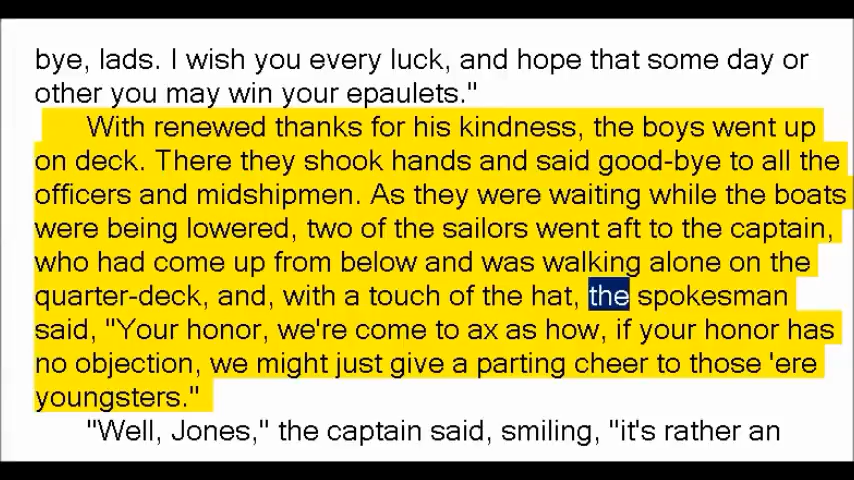 bye, lads. I wish you every luck, and hope that some day or
other you may win your epaulets."
With renewed thanks for his kindness, the boys went up
on deck. There they shook hands and said good-bye to all the
officers and midshipmen. As they were waiting while the boats
were being lowered, two of the sailors went aft to the captain,
who had come up from below and was walking alone on the
quarter-deck, and, with a touch of the hat, the spokesman
said, "Your honor, we're come to ax as how, if your honor has
no objection, we might just give a parting cheer to those 'ere
youngsters."
"Well, Jones," the captain said, smiling, "it's rather an